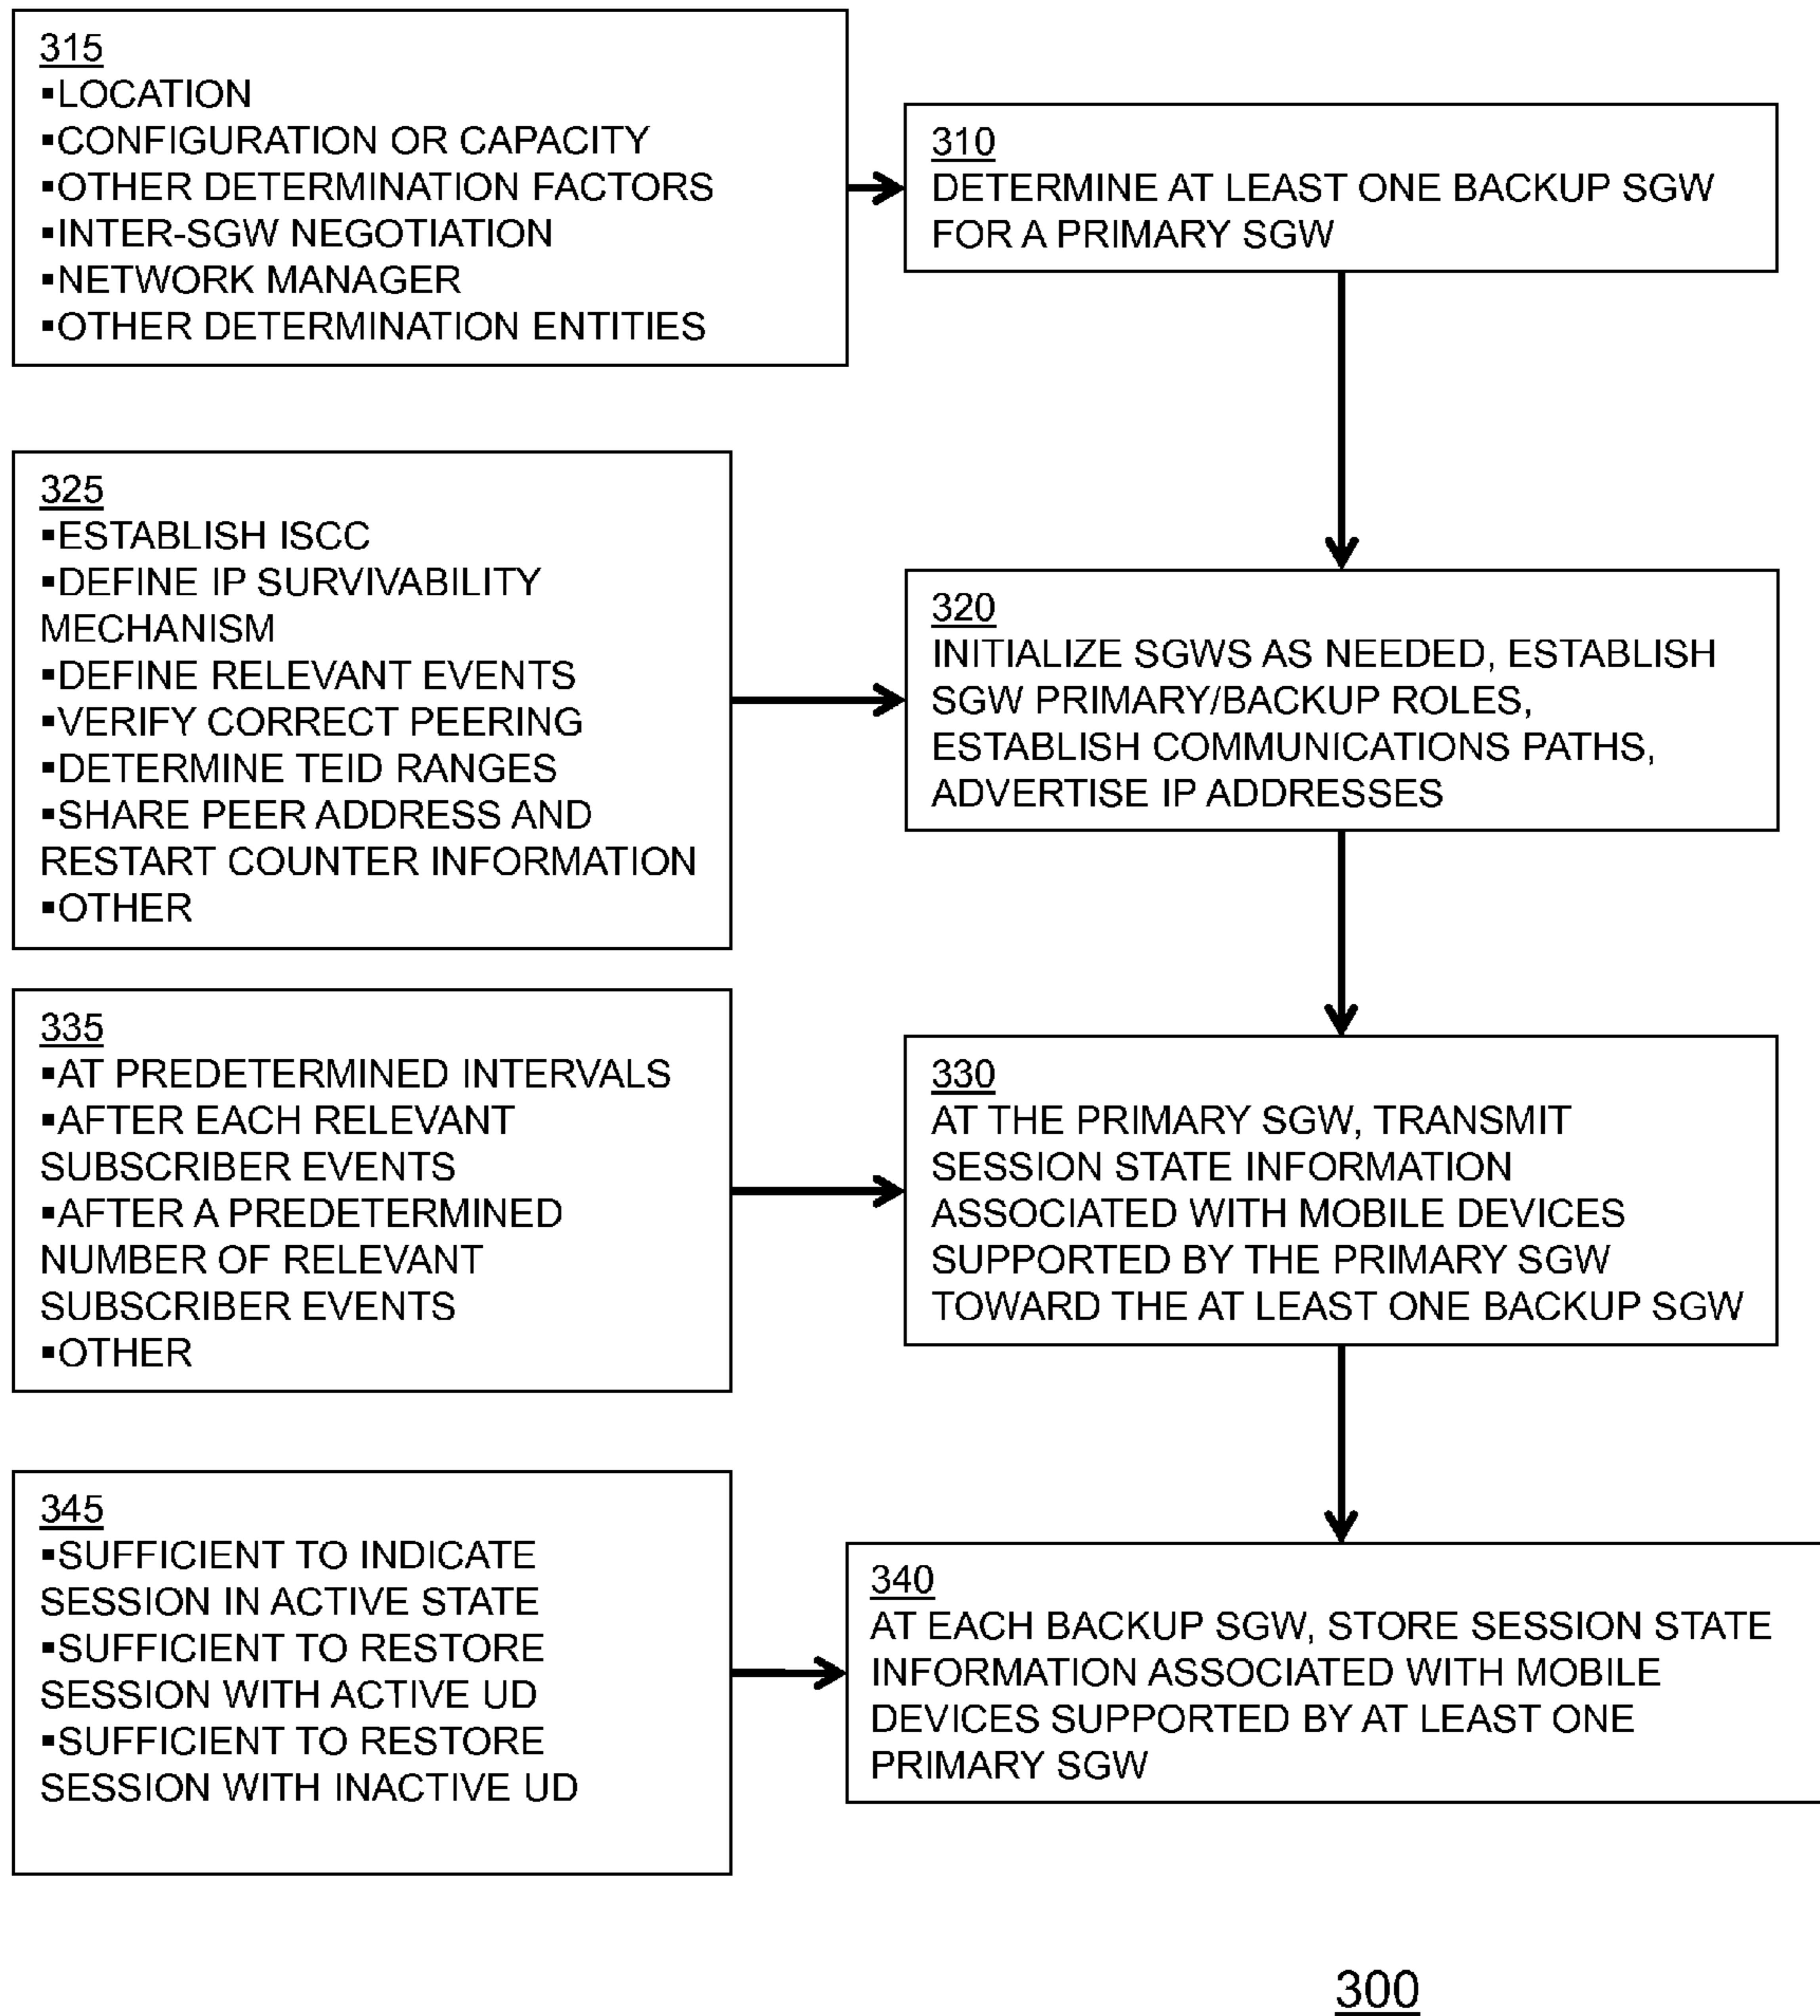 315
▪LOCATION
▪CONFIGURATION OR CAPACITY
▪OTHER DETERMINATION FACTORS
▪INTER-SGW NEGOTIATION
▪NETWORK MANAGER
▪OTHER DETERMINATION ENTITIES
310
DETERMINE AT LEAST ONE BACKUP SGW
FOR A PRIMARY SGW
325
▪ESTABLISH ISCC
▪DEFINE IP SURVIVABILITY
MECHANISM
▪DEFINE RELEVANT EVENTS
▪VERIFY CORRECT PEERING
▪DETERMINE TEID RANGES
▪SHARE PEER ADDRESS AND
RESTART COUNTER INFORMATION
▪OTHER
320
INITIALIZE SGWS AS NEEDED, ESTABLISH
SGW PRIMARY/BACKUP ROLES,
ESTABLISH COMMUNICATIONS PATHS,
ADVERTISE IP ADDRESSES
335
▪AT PREDETERMINED INTERVALS
▪AFTER EACH RELEVANT
SUBSCRIBER EVENTS
▪AFTER A PREDETERMINED
NUMBER OF RELEVANT
SUBSCRIBER EVENTS
▪OTHER
330
AT THE PRIMARY SGW, TRANSMIT
SESSION STATE INFORMATION
ASSOCIATED WITH MOBILE DEVICES
SUPPORTED BY THE PRIMARY SGW
TOWARD THE AT LEAST ONE BACKUP SGW
345
▪SUFFICIENT TO INDICATE
SESSION IN ACTIVE STATE
▪SUFFICIENT TO RESTORE
SESSION WITH ACTIVE UD
▪SUFFICIENT TO RESTORE
SESSION WITH INACTIVE UD
340
AT EACH BACKUP SGW, STORE SESSION STATE
INFORMATION ASSOCIATED WITH MOBILE
DEVICES SUPPORTED BY AT LEAST ONE
PRIMARY SGW
300